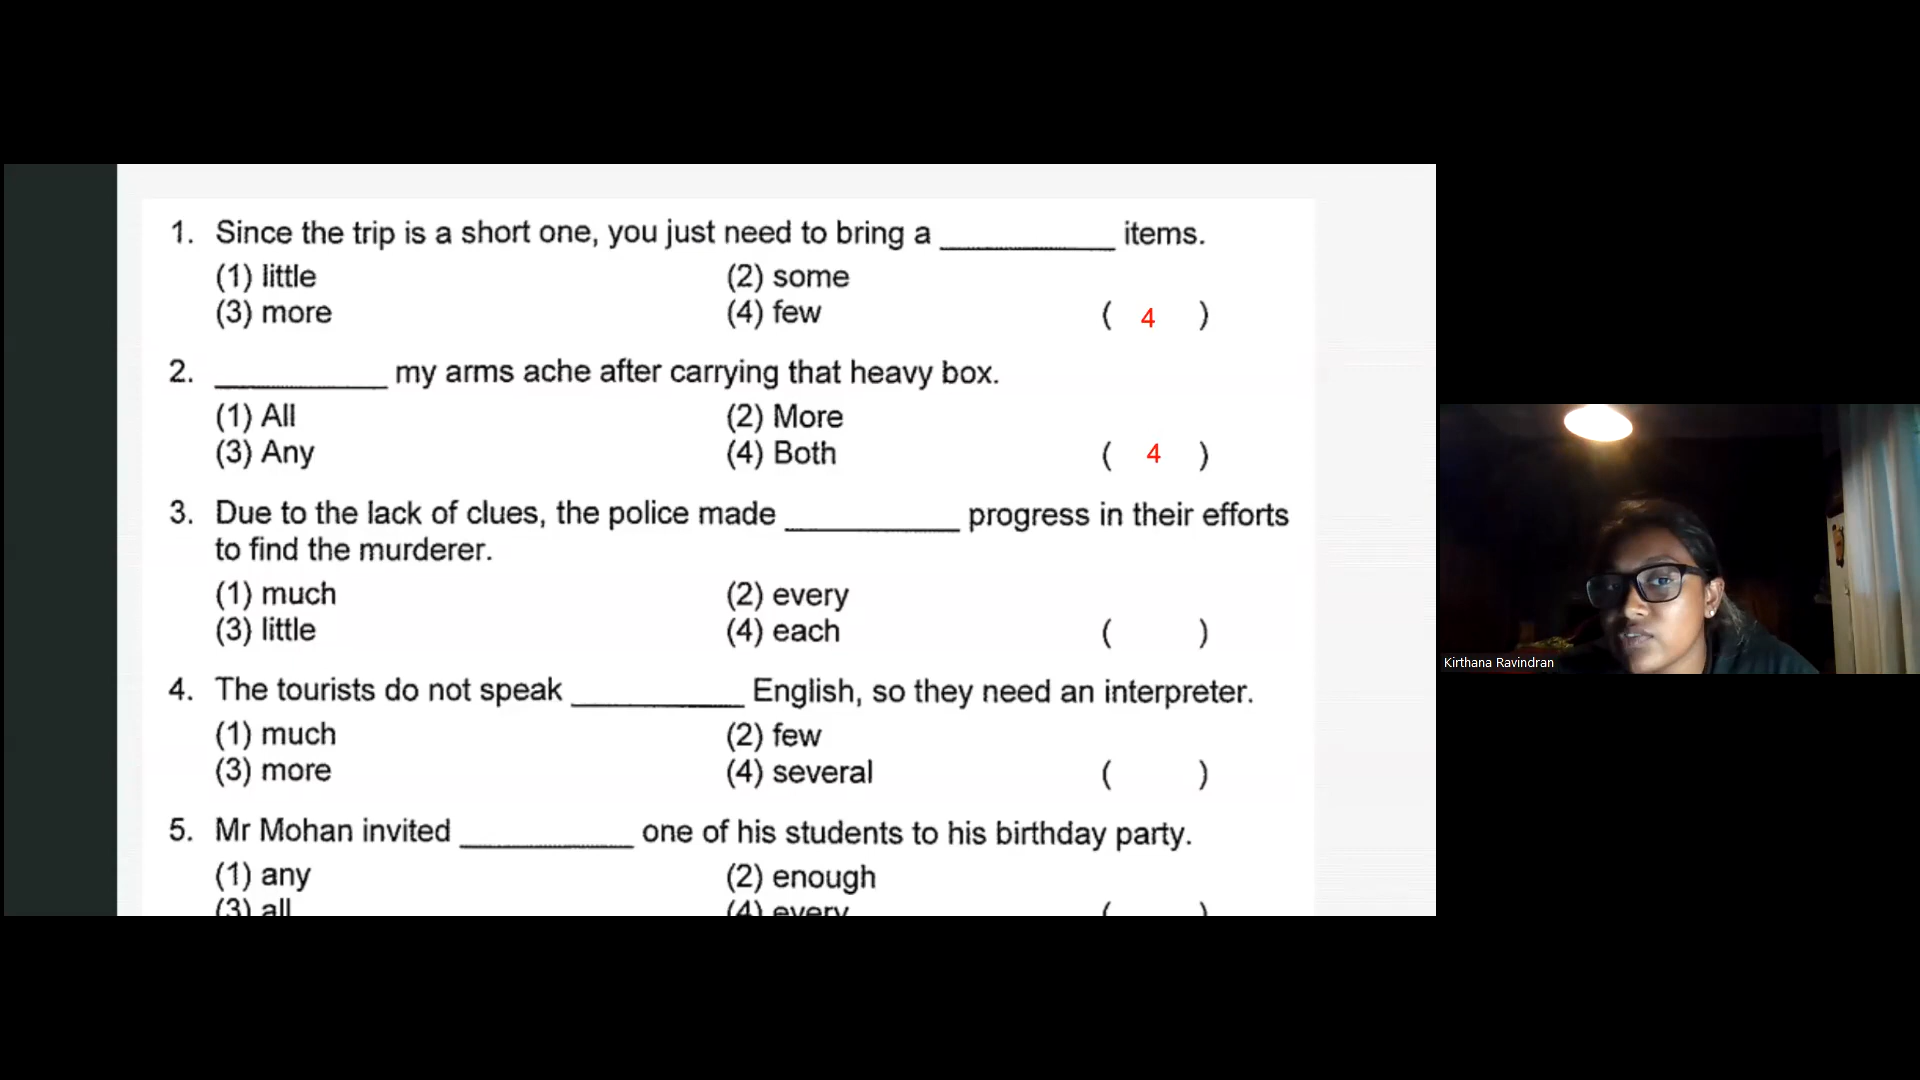 1. Since the trip is a short one, you just need to bring a __________ items.
(1) little (2) some
(3) more (4) few ( 4 )
2. __________ my arms ache after carrying that heavy box.
(1) All (2) More
(3) Any (4) Both ( 4 )
3. Due to the lack of clues, the police made __________ progress in their efforts
to find the murderer.
(1) much (2) every
(3) little (4) each ( )
4. The tourists do not speak __________ English, so they need an interpreter.
(1) much (2) few
(3) more (4) several ( )
5. Mr Mohan invited __________ one of his students to his birthday party.
(1) any (2) enough
(3) all (4) every ( )
Kirthana Ravindran